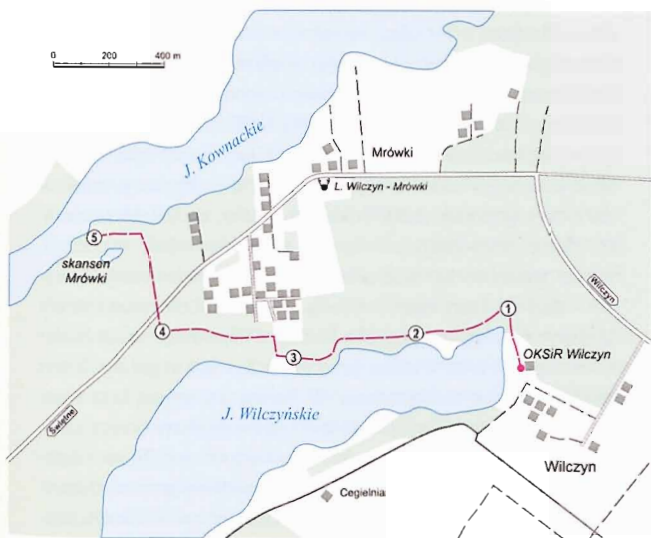 0 200 400 m
J. Kownackie
Mrówki
L. Wilczyn - Mrówki
5
skansen
Mrówki
Wilczyn
1
4
2
3
OKSiR Wilczyn
J. Wilczyńskie
Świętne
Wilczyn
Cegielnia